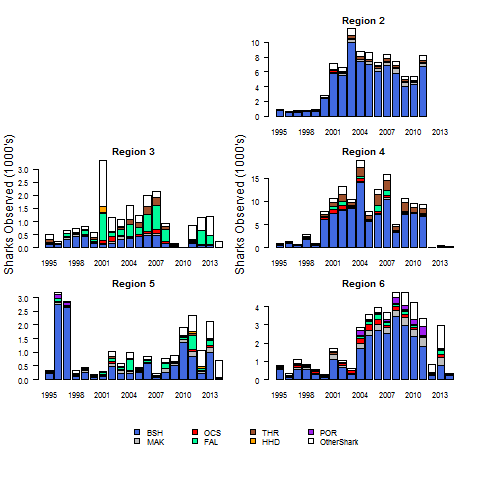 Region 2
10
8
6
4
2
0
1995 1998 2001 2004 2007 2013
Sharks Observed (1000's)
Region 3
3.0
2.5
2.0
1.5
1.0
0.5
0.0
1995 1998 2001 2004 2007 2013
Sharks Observed (1000's)
Region 4
15
10
5
0
1995 1998 2001 2004 2007 2013
Region 5
3.0
2.5
2.0
1.5
1.0
0.5
0.0
1995 1998 2001 2004 2007 2013
Region 6
4
3
2
1
0
1995 1998 2001 2004 2007 2013
BSH OCS THR POR
MAK FAL HHD OtherShark